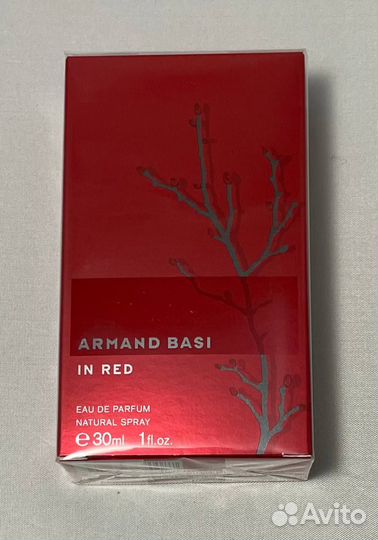 ARMAND BASI
IN RED
EAU DE PARFUM
NATURAL SPRAY
℮30ml 1fl.oz.
Avito